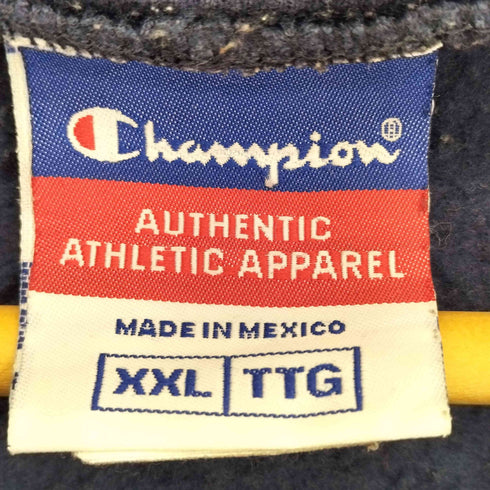 Champion®
AUTHENTIC
ATHLETIC APPAREL
MADE IN MEXICO
XXL TTG